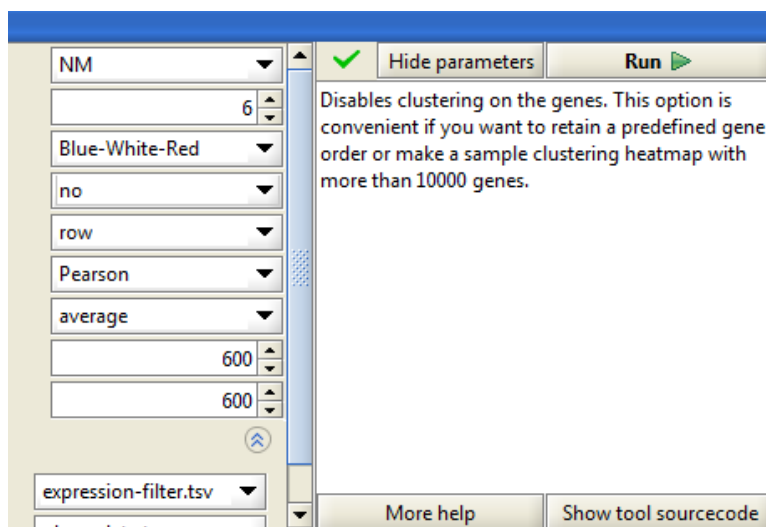 NM
6
Blue-White-Red
no
row
Pearson
average
600
600
expression-filter.tsv
Hide parameters
Run
Disables clustering on the genes. This option is
convenient if you want to retain a predefined gene
order or make a sample clustering heatmap with
more than 10000 genes.
More help
Show tool sourcecode